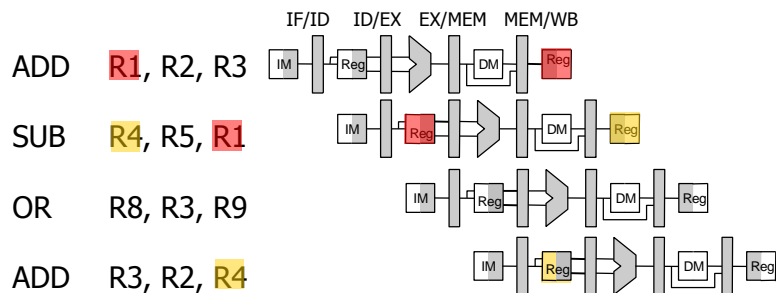 IF/ID ID/EX EX/MEM MEM/WB
ADD R1, R2, R3 IM Reg DM Reg
SUB R4, R5, R1 IM Reg DM Reg
OR R8, R3, R9 IM Reg DM Reg
ADD R3, R2, R4 IM Reg DM Reg